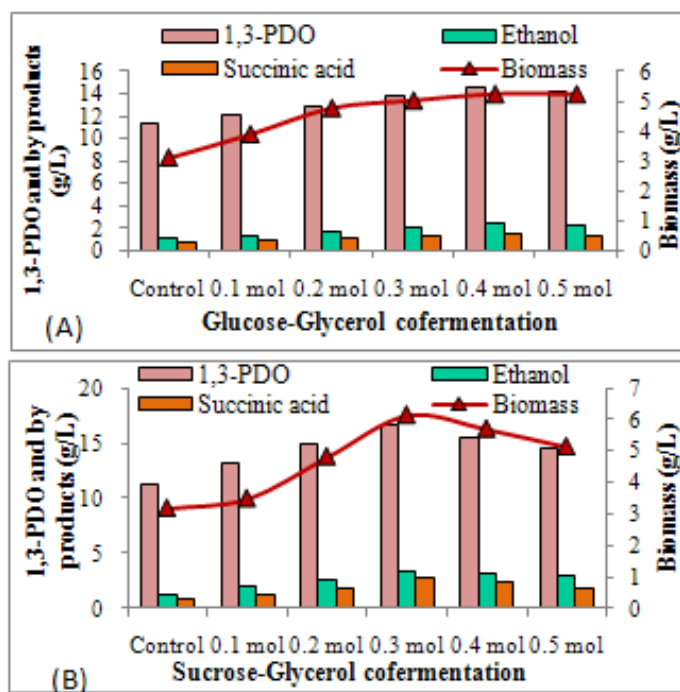 1,3-PDO Ethanol
Succinic acid Biomass
1,3-PDO and by products
(g/L)
16
14
12
10
8
6
4
2
0
6
5
4
3
2
1
0
Biomass (g/L)
Control 0.1 mol 0.2 mol 0.3 mol 0.4 mol 0.5 mol
(A) Glucose-Glycerol cofermentation
1,3-PDO Ethanol
Succinic acid Biomass
1,3-PDO and by
products (g/L)
20
15
10
5
0
7
6
5
4
3
2
1
0
Biomass (g/L)
Control 0.1 mol 0.2 mol 0.3 mol 0.4 mol 0.5 mol
(B) Sucrose-Glycerol cofermentation